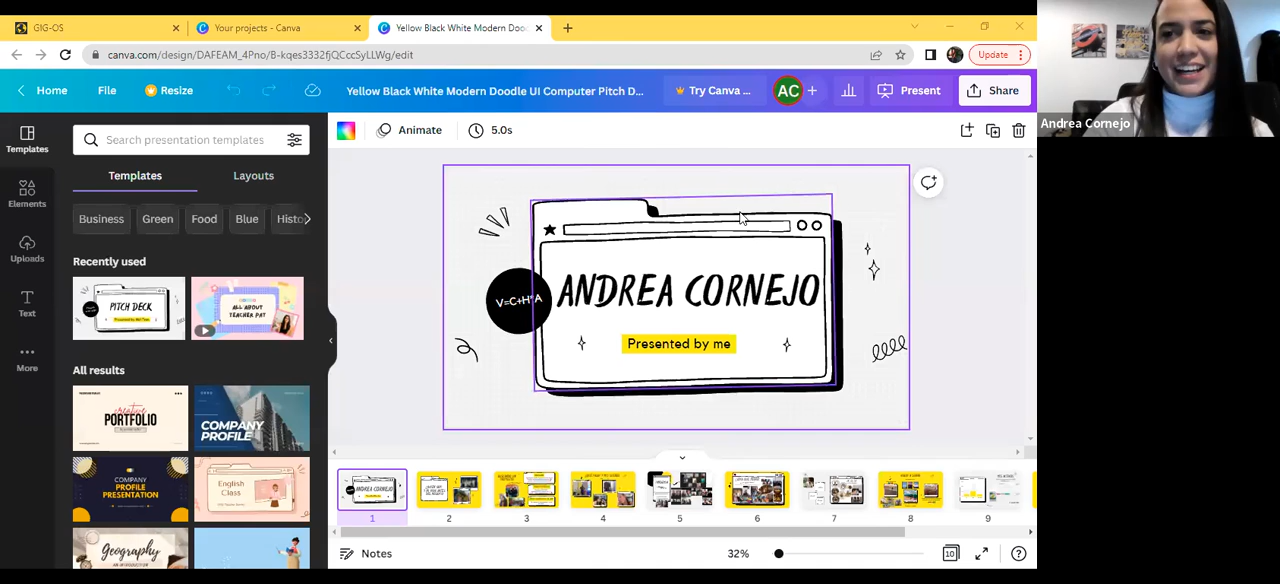 GIG-OS
Your projects - Canva
Yellow Black White Modern Doo
canva.com/design/DAFEAM_4Pno/B-kqes3332fjQCccSyLLWg/edit
Update
Home
File
Resize
Yellow Black White Modern Doodle UI Computer Pitch D...
Try Canva ...
AC
Present
Share
Andrea Cornejo
Templates
Elements
Uploads
Text
More
Search presentation templates
Templates
Layouts
Business
Green
Food
Blue
Histo
Recently used
PITCH DECK
ALL ABOUT
TEACHER PAT
All results
creative
PORTFOLIO
COMPANY
PROFILE
COMPANY
PROFILE
PRESENTATION
English
Class
Geography
Animate
5.0s
V=C+H*A
ANDREA CORNEJO
Presented by me
ANDREA CORNEJO
1
2
3
4
5
6
7
8
9
Notes
32%
10